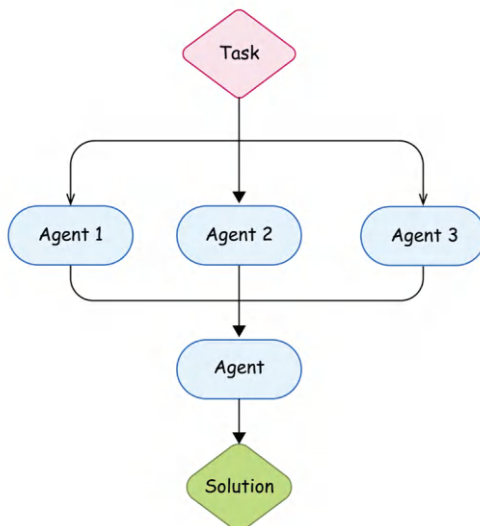 Task
Agent 1
Agent 2
Agent 3
Agent
Solution